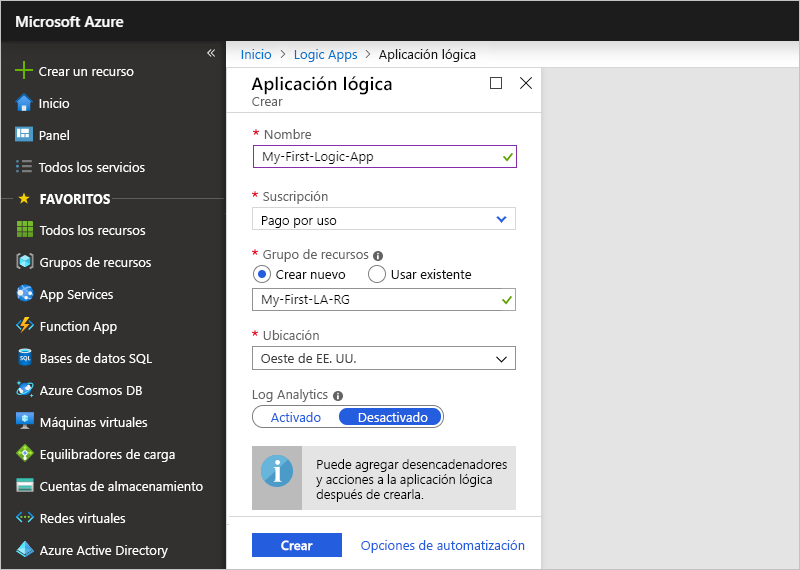 Microsoft Azure
«
Crear un recurso
Inicio
Panel
Todos los servicios
FAVORITOS
Todos los recursos
Grupos de recursos
App Services
Function App
Bases de datos SQL
Azure Cosmos DB
Máquinas virtuales
Equilibradores de carga
Cuentas de almacenamiento
Redes virtuales
Azure Active Directory
Inicio > Logic Apps > Aplicación lógica
Aplicación lógica
Crear
* Nombre
My-First-Logic-App
* Suscripción
Pago por uso
* Grupo de recursos
Crear nuevo Usar existente
My-First-LA-RG
* Ubicación
Oeste de EE. UU.
Log Analytics
Activado Desactivado
Puede agregar desencadenadores
y acciones a la aplicación lógica
después de crearla.
Crear Opciones de automatización